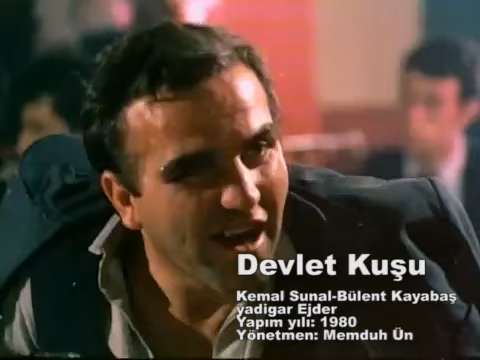 Devlet Kuşu
Kemal Sunal-Bülent Kayabaş
yadigar Ejder
Yapım yılı: 1980
Yönetmen: Memduh Ün